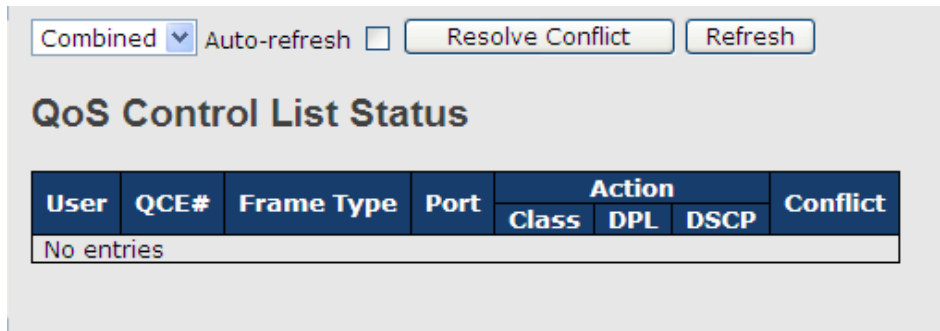 Combined Auto-refresh Resolve Conflict Refresh
QoS Control List Status
User QCE# Frame Type Port Action Conflict
Class DPL DSCP
No entries